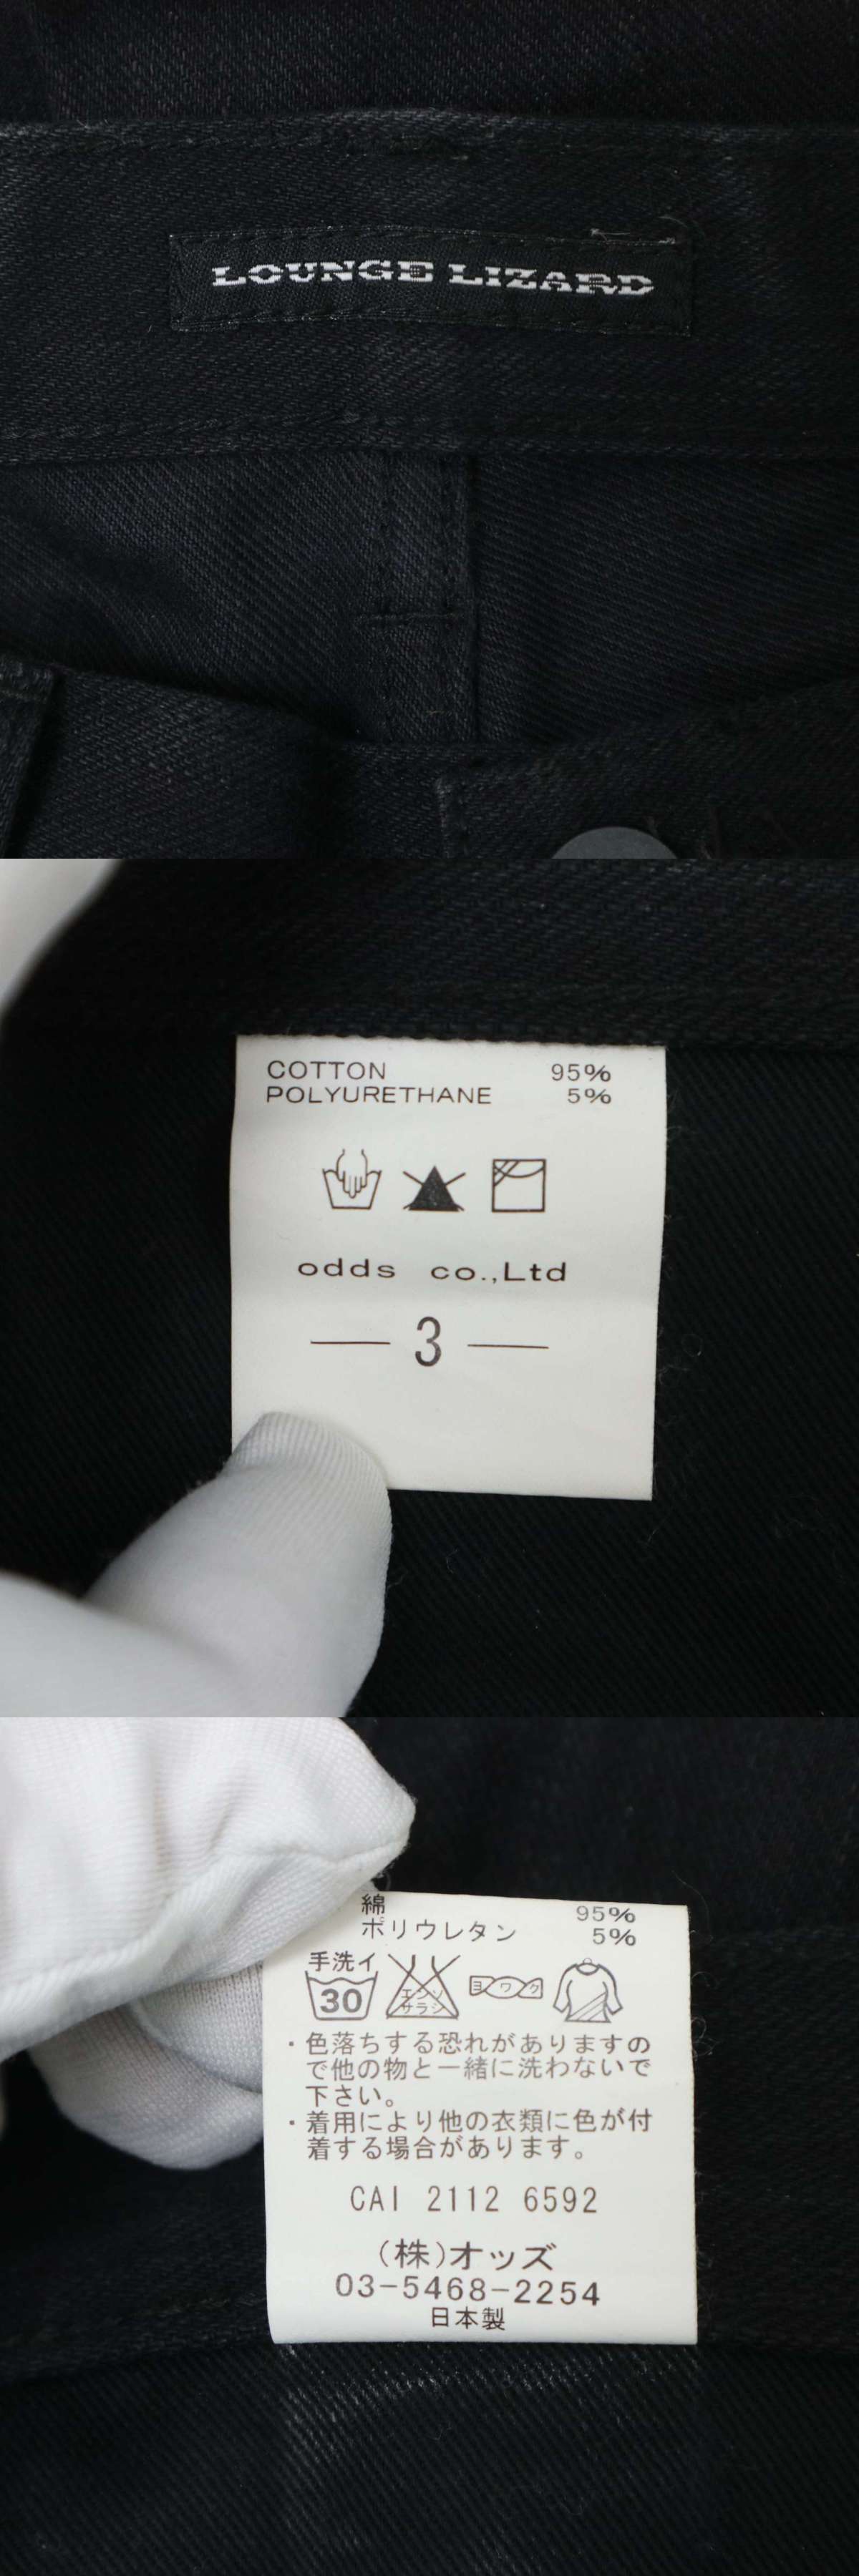 LOUNGE LIZARD
COTTON 95%
POLYURETHANE 5%
odds co.,Ltd
— 3 —
綿 95%
ポリウレタン 5%
手洗イ
30 エンソサラシ ヨワク
・色落ちする恐れがありますの
で他の物と一緒に洗わないで
下さい。
・着用により他の衣類に色が付
着する場合があります。
CAI 2112 6592
(株)オッズ
03-5468-2254
日本製